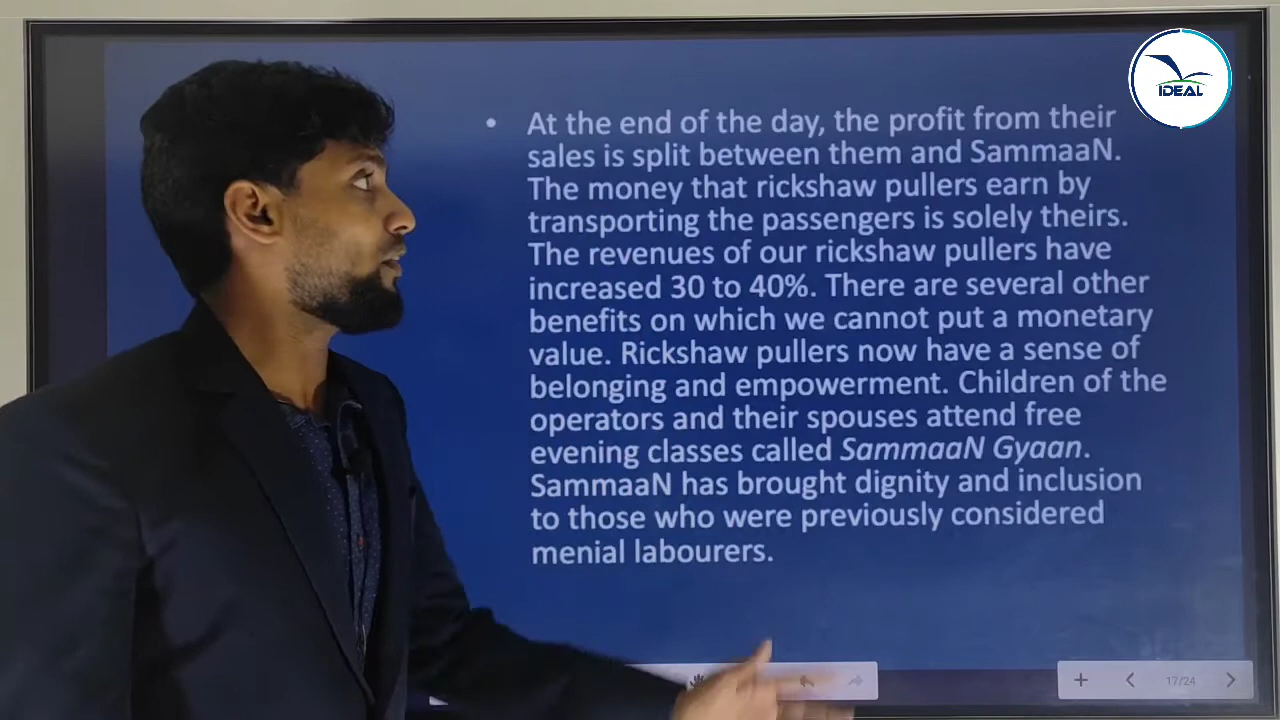 IDEAL
• At the end of the day, the profit from their
sales is split between them and SammaaN.
The money that rickshaw pullers earn by
transporting the passengers is solely theirs.
The revenues of our rickshaw pullers have
increased 30 to 40%. There are several other
benefits on which we cannot put a monetary
value. Rickshaw pullers now have a sense of
belonging and empowerment. Children of the
operators and their spouses attend free
evening classes called SammaaN Gyaan.
SammaaN has brought dignity and inclusion
to those who were previously considered
menial labourers.
17/24